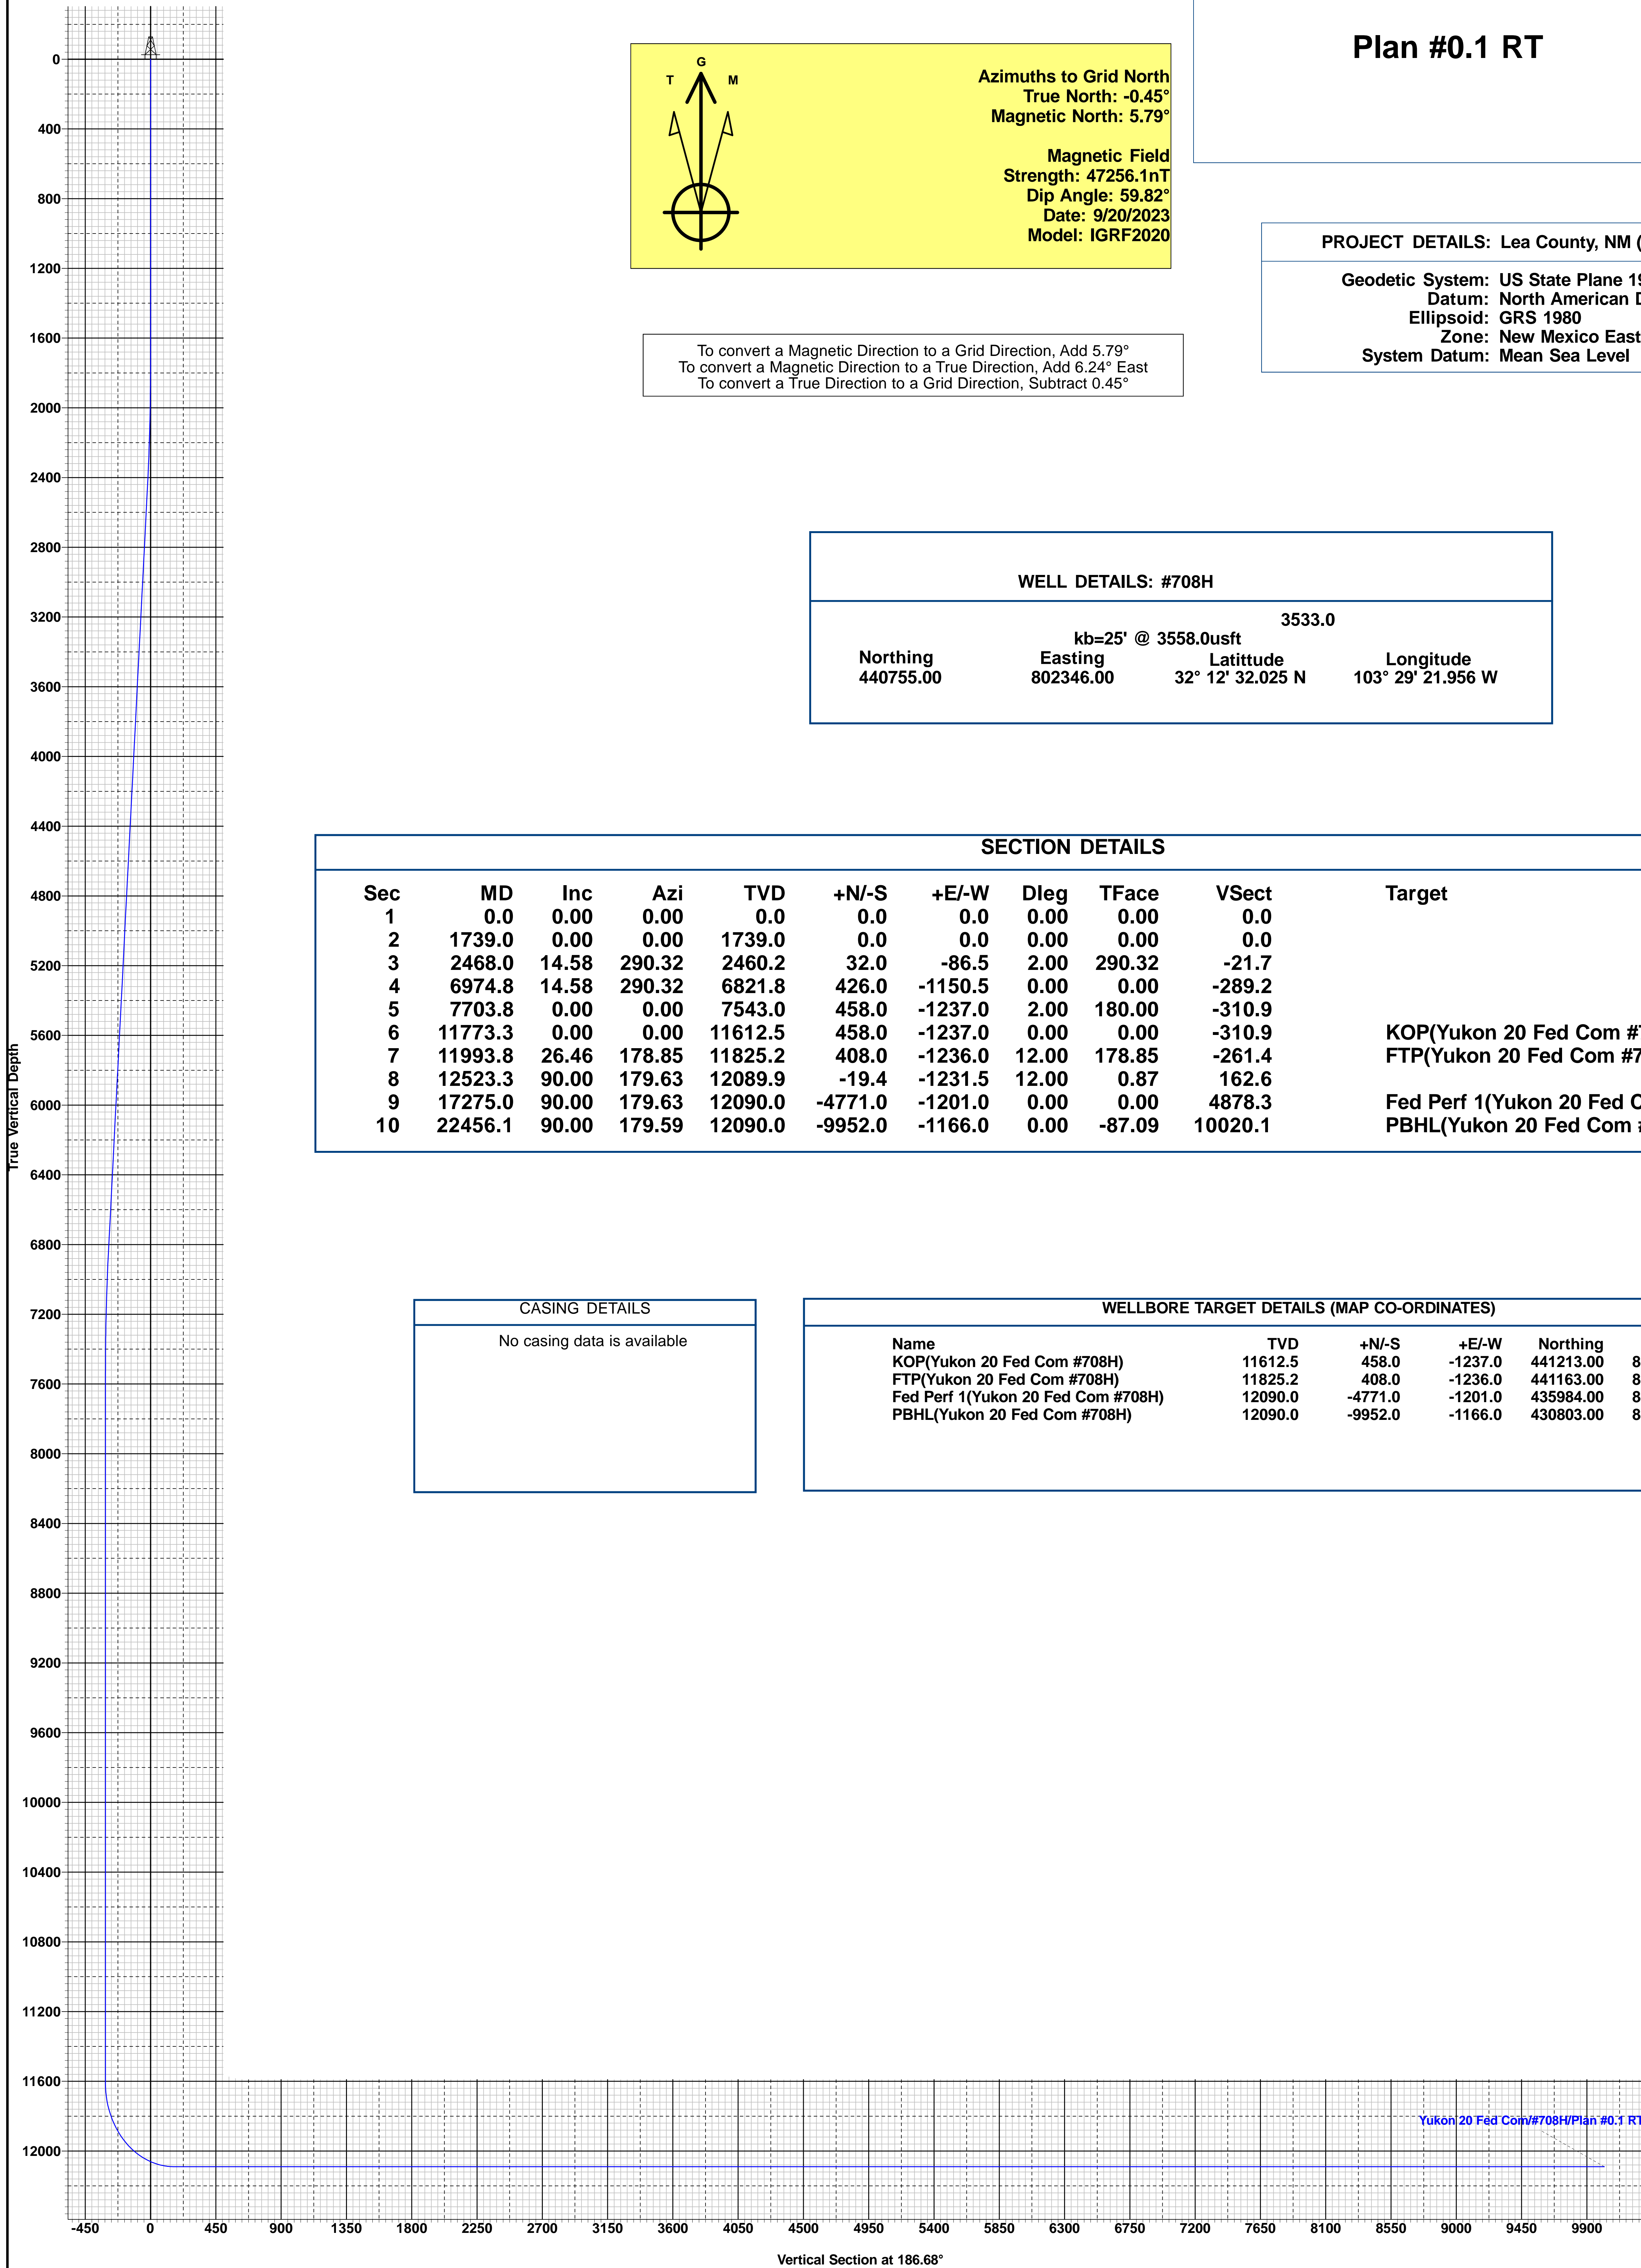 Plan #0.1 RT
G
T M
Azimuths to Grid North
True North: -0.45°
Magnetic North: 5.79°
Magnetic Field
Strength: 47256.1nT
Dip Angle: 59.82°
Date: 9/20/2023
Model: IGRF2020
PROJECT DETAILS: Lea County, NM (
Geodetic System: US State Plane 19
Datum: North American D
Ellipsoid: GRS 1980
Zone: New Mexico East
System Datum: Mean Sea Level
To convert a Magnetic Direction to a Grid Direction, Add 5.79°
To convert a Magnetic Direction to a True Direction, Add 6.24° East
To convert a True Direction to a Grid Direction, Subtract 0.45°
WELL DETAILS: #708H
3533.0
kb=25' @ 3558.0usft
Northing Easting Latittude Longitude
440755.00 802346.00 32° 12' 32.025 N 103° 29' 21.956 W
SECTION DETAILS
Sec MD Inc Azi TVD +N/-S +E/-W Dleg TFace VSect Target
1 0.0 0.00 0.00 0.0 0.0 0.0 0.00 0.00 0.0
2 1739.0 0.00 0.00 1739.0 0.0 0.0 0.00 0.00 0.0
3 2468.0 14.58 290.32 2460.2 32.0 -86.5 2.00 290.32 -21.7
4 6974.8 14.58 290.32 6821.8 426.0 -1150.5 0.00 0.00 -289.2
5 7703.8 0.00 0.00 7543.0 458.0 -1237.0 2.00 180.00 -310.9
6 11773.3 0.00 0.00 11612.5 458.0 -1237.0 0.00 0.00 -310.9 KOP(Yukon 20 Fed Com #7
7 11993.8 26.46 178.85 11825.2 408.0 -1236.0 12.00 178.85 -261.4 FTP(Yukon 20 Fed Com #7
8 12523.3 90.00 179.63 12089.9 -19.4 -1231.5 12.00 0.87 162.6
9 17275.0 90.00 179.63 12090.0 -4771.0 -1201.0 0.00 0.00 4878.3 Fed Perf 1(Yukon 20 Fed C
10 22456.1 90.00 179.59 12090.0 -9952.0 -1166.0 0.00 -87.09 10020.1 PBHL(Yukon 20 Fed Com #
CASING DETAILS
No casing data is available
WELLBORE TARGET DETAILS (MAP CO-ORDINATES)
Name TVD +N/-S +E/-W Northing
KOP(Yukon 20 Fed Com #708H) 11612.5 458.0 -1237.0 441213.00 8
FTP(Yukon 20 Fed Com #708H) 11825.2 408.0 -1236.0 441163.00 8
Fed Perf 1(Yukon 20 Fed Com #708H) 12090.0 -4771.0 -1201.0 435984.00 8
PBHL(Yukon 20 Fed Com #708H) 12090.0 -9952.0 -1166.0 430803.00 8
True Vertical Depth
0
400
800
1200
1600
2000
2400
2800
3200
3600
4000
4400
4800
5200
5600
6000
6400
6800
7200
7600
8000
8400
8800
9200
9600
10000
10400
10800
11200
11600
12000
Yukon 20 Fed Com/#708H/Plan #0.1 RT
-450 0 450 900 1350 1800 2250 2700 3150 3600 4050 4500 4950 5400 5850 6300 6750 7200 7650 8100 8550 9000 9450 9900
Vertical Section at 186.68°